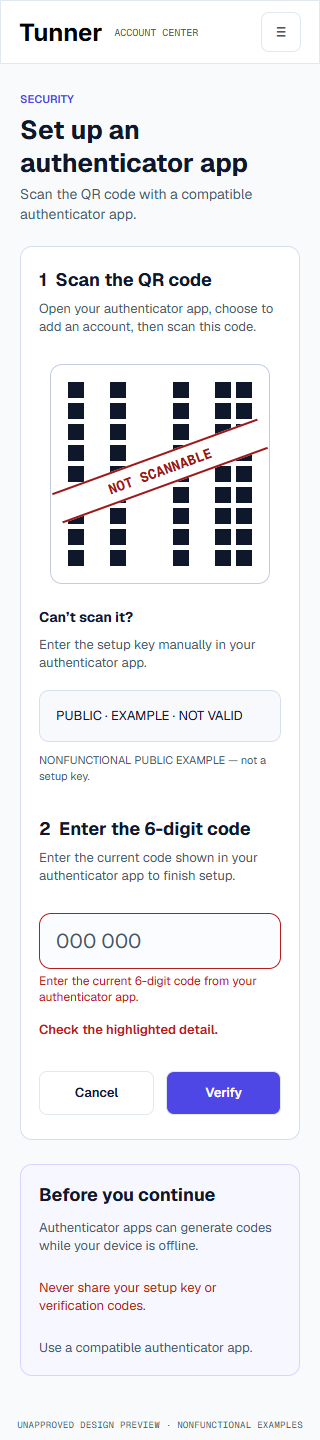 Tunner ACCOUNT CENTER ☰
SECURITY
Set up an
authenticator app
Scan the QR code with a compatible
authenticator app.
1 Scan the QR code
Open your authenticator app, choose to
add an account, then scan this code.
NOT SCANNABLE
Can’t scan it?
Enter the setup key manually in your
authenticator app.
PUBLIC · EXAMPLE · NOT VALID
NONFUNCTIONAL PUBLIC EXAMPLE — not a
setup key.
2 Enter the 6-digit code
Enter the current code shown in your
authenticator app to finish setup.
000 000
Enter the current 6-digit code from your
authenticator app.
Check the highlighted detail.
Cancel Verify
Before you continue
Authenticator apps can generate codes
while your device is offline.
Never share your setup key or
verification codes.
Use a compatible authenticator app.
UNAPPROVED DESIGN PREVIEW · NONFUNCTIONAL EXAMPLES